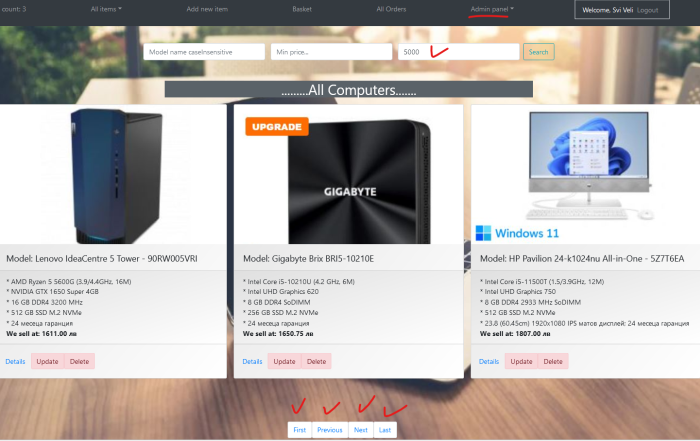 count: 3
All items
Add new item
Basket
All Orders
Admin panel
Welcome, Svi Veli Logout
Model name caseInsensitive
Min price...
5000
Search
.........All Computers.......
UPGRADE
GIGABYTE
Windows 11
Model: Lenovo IdeaCentre 5 Tower - 90RW005VRI
* AMD Ryzen 5 5600G (3.9/4.4GHz, 16M)
* NVIDIA GTX 1650 Super 4GB
* 16 GB DDR4 3200 MHz
* 512 GB SSD M.2 NVMe
* 24 месеца гаранция
We sell at: 1611.00 лв
Details Update Delete
Model: Gigabyte Brix BRI5-10210E
* Intel Core i5-10210U (4.2 GHz, 6M)
* Intel UHD Graphics 620
* 8 GB DDR4 SoDIMM
* 256 GB SSD M.2 NVMe
* 24 месеца гаранция
We sell at: 1650.75 лв
Details Update Delete
Model: HP Pavilion 24-k1024nu All-in-One - 5Z7T6EA
* Intel Core i5-11500T (1.5/3.9GHz, 12M)
* Intel UHD Graphics 750
* 8 GB DDR4 2933 MHz SoDIMM
* 512 GB SSD M.2 NVMe
* 23.8 (60.45cm) 1920x1080 IPS матов дисплей; 24 месеца гаранция
We sell at: 1807.00 лв
Details Update Delete
First Previous Next Last